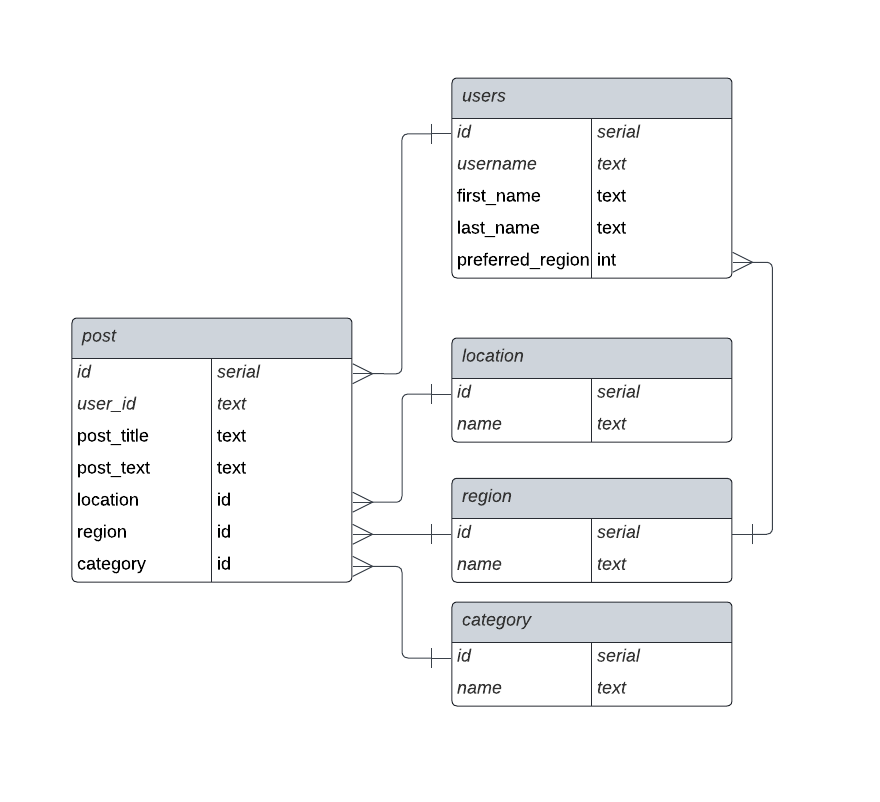 users
id serial
username text
first_name text
last_name text
preferred_region int
post
id serial
user_id text
post_title text
post_text text
location id
region id
category id
location
id serial
name text
region
id serial
name text
category
id serial
name text